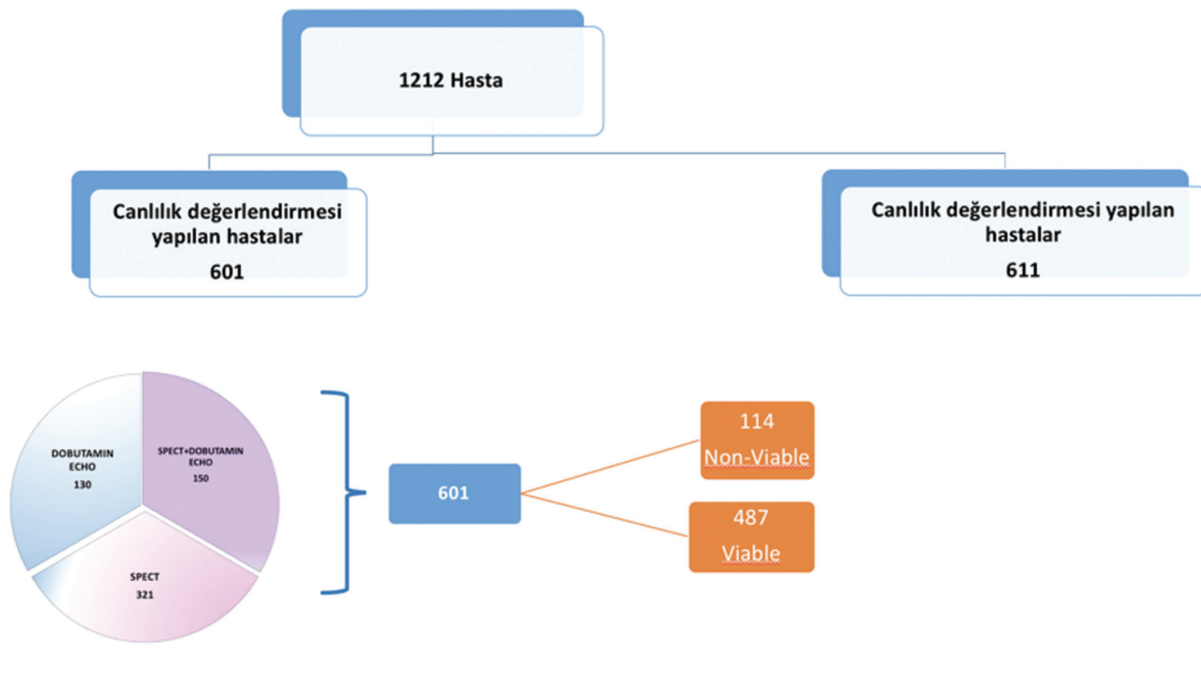 1212 Hasta
Canlılık değerlendirmesi
yapılan hastalar
601
Canlılık değerlendirmesi yapılan
hastalar
611
DOBUTAMIN
ECHO
130
SPECT+DOBUTAMIN
ECHO
150
SPECT
321
601
114
Non-Viable
487
Viable